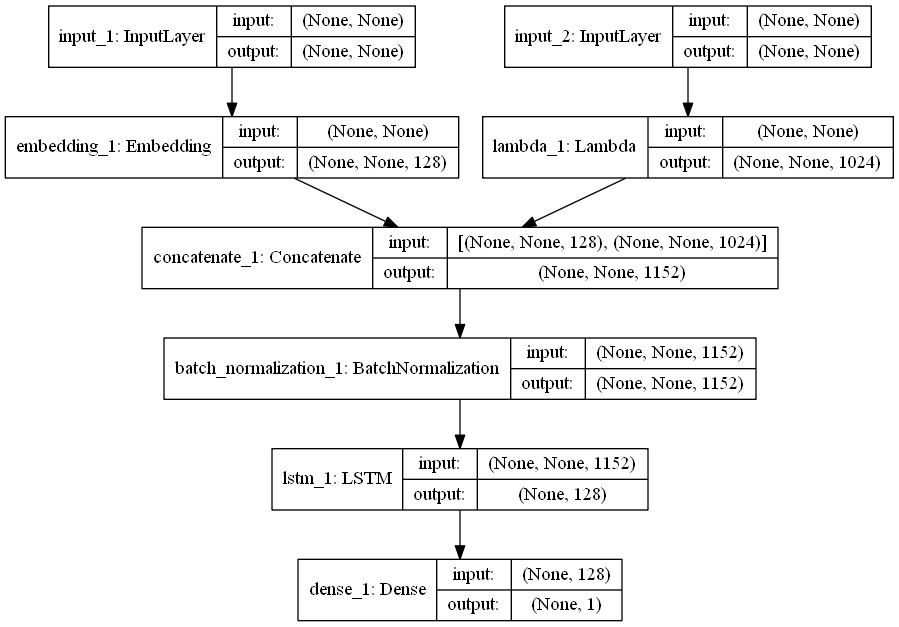 input_1: InputLayer
input:
(None, None)
output:
(None, None)
input_2: InputLayer
input:
(None, None)
output:
(None, None)
embedding_1: Embedding
input:
(None, None)
output:
(None, None, 128)
lambda_1: Lambda
input:
(None, None)
output:
(None, None, 1024)
concatenate_1: Concatenate
input:
[(None, None, 128), (None, None, 1024)]
output:
(None, None, 1152)
batch_normalization_1: BatchNormalization
input:
(None, None, 1152)
output:
(None, None, 1152)
lstm_1: LSTM
input:
(None, None, 1152)
output:
(None, 128)
dense_1: Dense
input:
(None, 128)
output:
(None, 1)